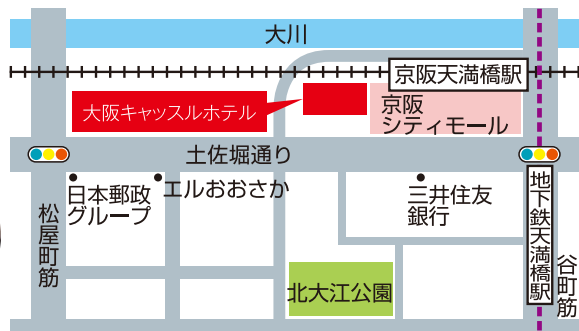 大川
京阪天満橋駅
大阪キャッスルホテル
京阪
シティモール
土佐堀通り
日本郵政
グループ
エルおおさか
三井住友
銀行
地下鉄天満橋駅
松屋町筋
谷町筋
北大江公園